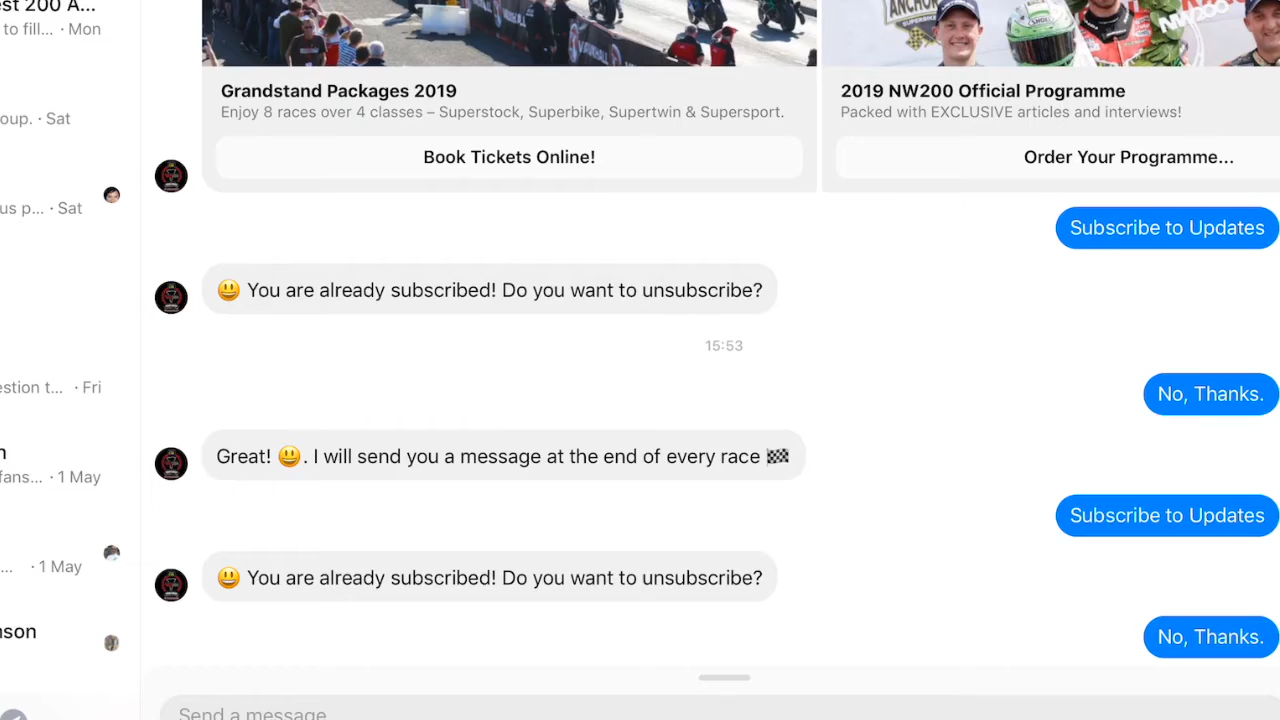 est 200 A...
to fill... · Mon
oup. · Sat
us p... · Sat
estion t... · Fri
n
fans... · 1 May
... · 1 May
nson
ANCHOR
SUPERBIKE
NW200
Grandstand Packages 2019
Enjoy 8 races over 4 classes – Superstock, Superbike, Supertwin & Supersport.
Book Tickets Online!
2019 NW200 Official Programme
Packed with EXCLUSIVE articles and interviews!
Order Your Programme...
Subscribe to Updates
😃 You are already subscribed! Do you want to unsubscribe?
15:53
No, Thanks.
Great! 😃. I will send you a message at the end of every race 🏁
Subscribe to Updates
😃 You are already subscribed! Do you want to unsubscribe?
No, Thanks.
Send a message